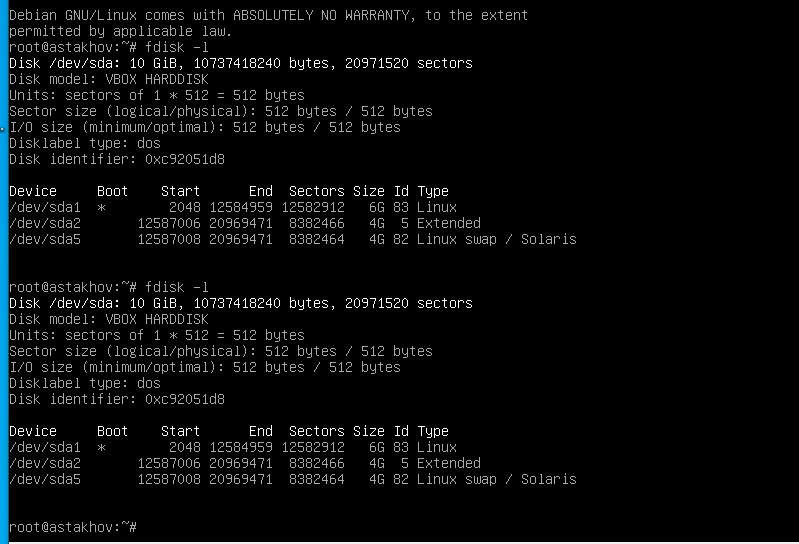 Debian GNU/Linux comes with ABSOLUTELY NO WARRANTY, to the extent
permitted by applicable law.
root@astakhov:~# fdisk -l
Disk /dev/sda: 10 GiB, 10737418240 bytes, 20971520 sectors
Disk model: VBOX HARDDISK
Units: sectors of 1 * 512 = 512 bytes
Sector size (logical/physical): 512 bytes / 512 bytes
I/O size (minimum/optimal): 512 bytes / 512 bytes
Disklabel type: dos
Disk identifier: 0xc92051d8
Device     Boot    Start      End  Sectors Size Id Type
/dev/sda1  *        2048 12584959 12582912   6G 83 Linux
/dev/sda2       12587006 20969471  8382466   4G  5 Extended
/dev/sda5       12587008 20969471  8382464   4G 82 Linux swap / Solaris
root@astakhov:~# fdisk -l
Disk /dev/sda: 10 GiB, 10737418240 bytes, 20971520 sectors
Disk model: VBOX HARDDISK
Units: sectors of 1 * 512 = 512 bytes
Sector size (logical/physical): 512 bytes / 512 bytes
I/O size (minimum/optimal): 512 bytes / 512 bytes
Disklabel type: dos
Disk identifier: 0xc92051d8
Device     Boot    Start      End  Sectors Size Id Type
/dev/sda1  *        2048 12584959 12582912   6G 83 Linux
/dev/sda2       12587006 20969471  8382466   4G  5 Extended
/dev/sda5       12587008 20969471  8382464   4G 82 Linux swap / Solaris
root@astakhov:~#